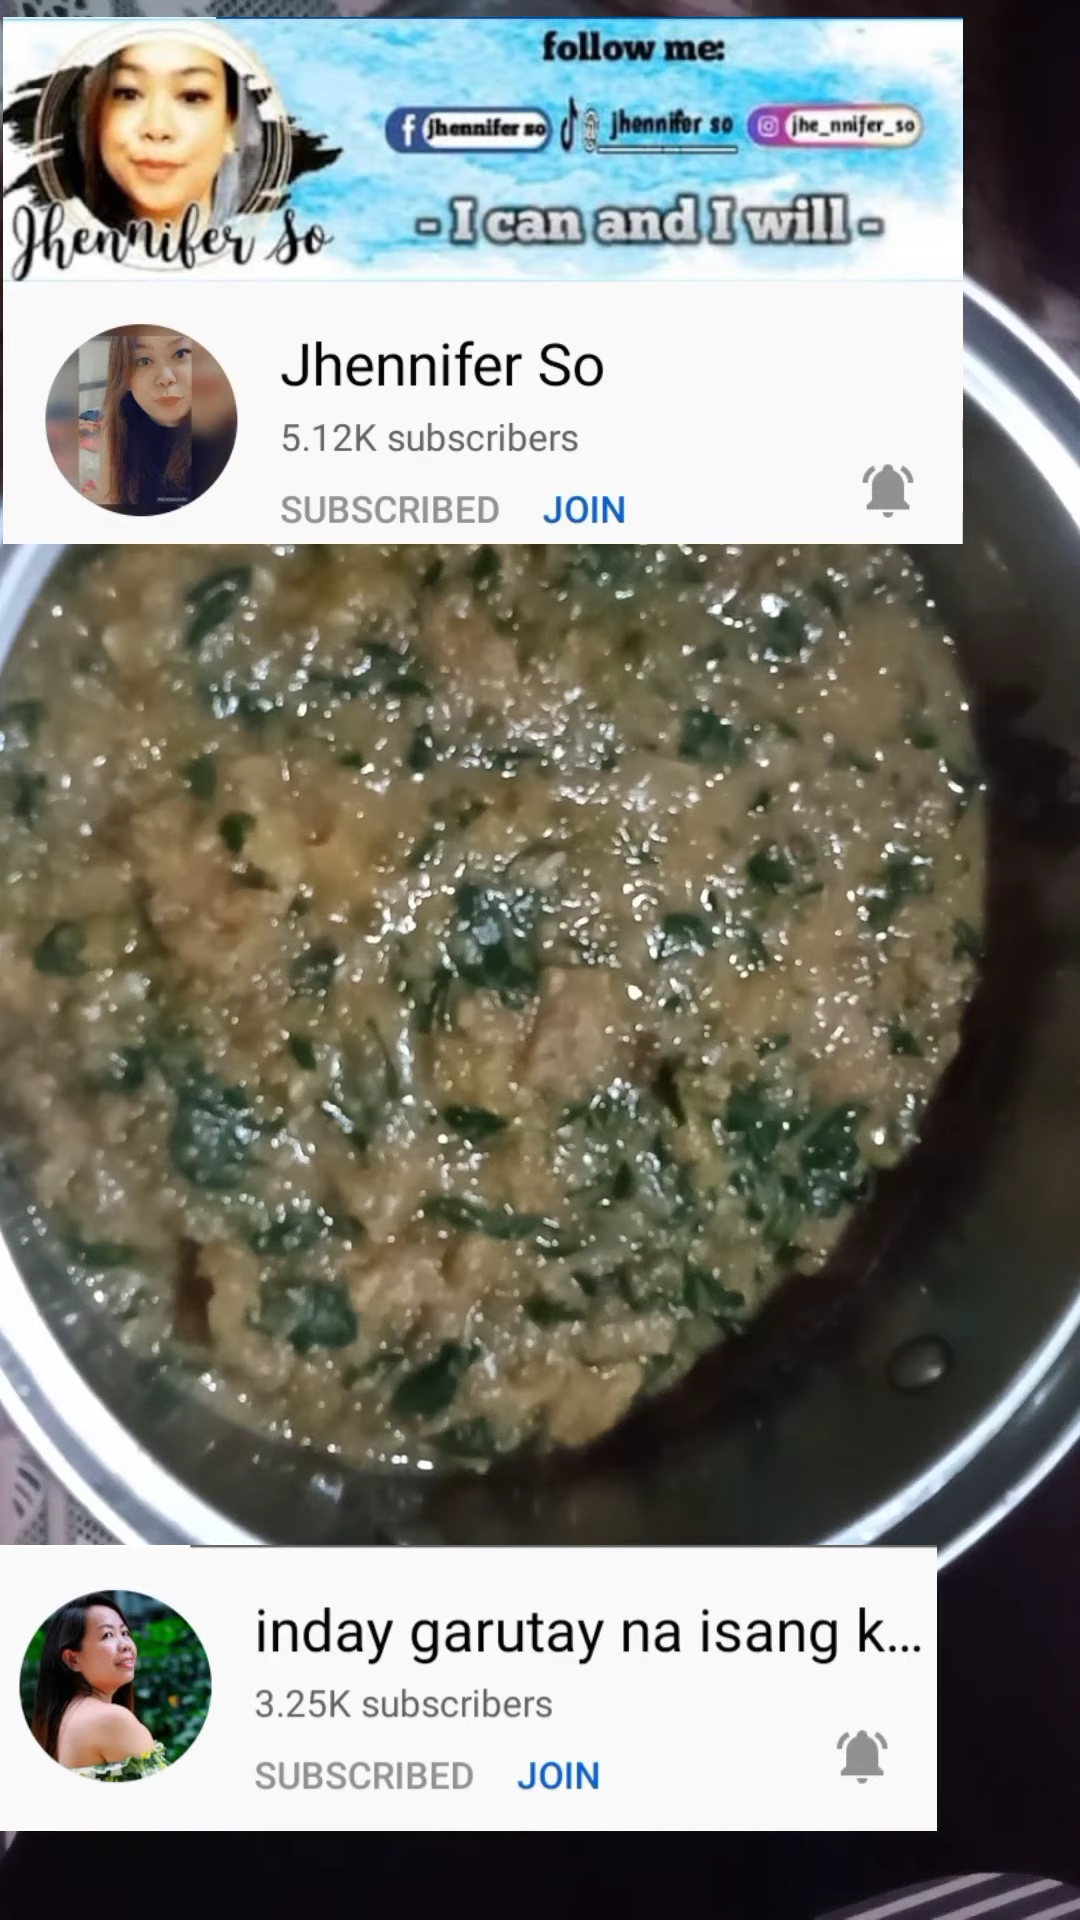 follow me:
jhennifer so
jhennifer so
jhe_nnifer_so
- I can and I will -
Jhennifer So
Jhennifer So
5.12K subscribers
SUBSCRIBED JOIN
inday garutay na isang k...
3.25K subscribers
SUBSCRIBED JOIN